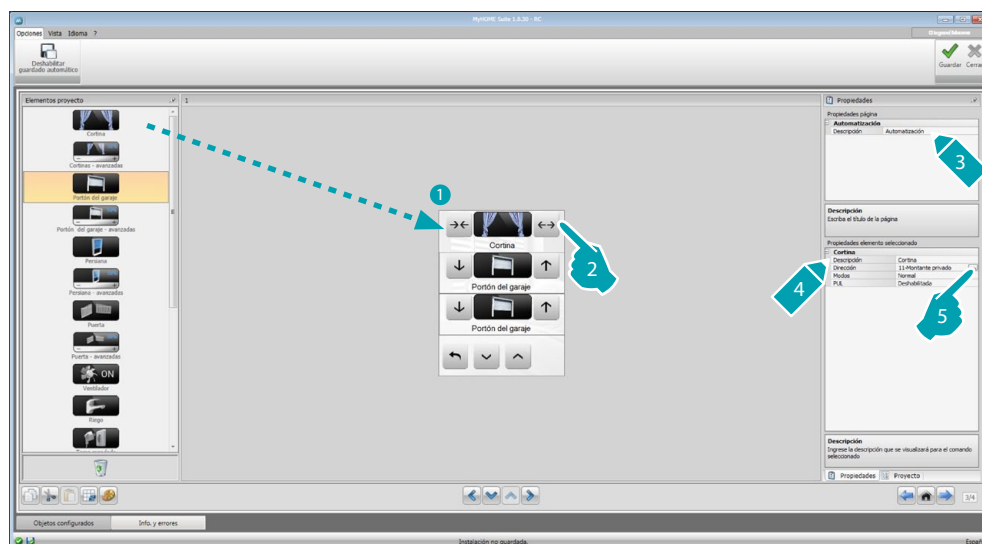 MyHOME Suite 1.0.30 - RC
Opciones Vista Idioma ?
Deshabilitar
guardado automático
Guardar Cerrar
Elementos proyecto
1
Propiedades
Cortina
Cortinas - avanzadas
Portón del garaje
Portón del garaje - avanzadas
Persiana
Persiana - avanzadas
Puerta
Puerta - avanzadas
ON
Ventilador
Riego
1
Cortina
2
Portón del garaje
Portón del garaje
Propiedades página
Automatización
Descripción Automatización
3
Descripción
Escriba el título de la página
Propiedades elemento seleccionado
Cortina
Descripción Cortina
Dirección 11-Montante privado
Modos Normal
PUL Deshabilitada
4
5
Descripción
Ingrese la descripción que se visualizará para el comando
seleccionado
Propiedades Proyecto
3/4
Objetos configurados Info. y errores
Instalación no guardada.
Españ